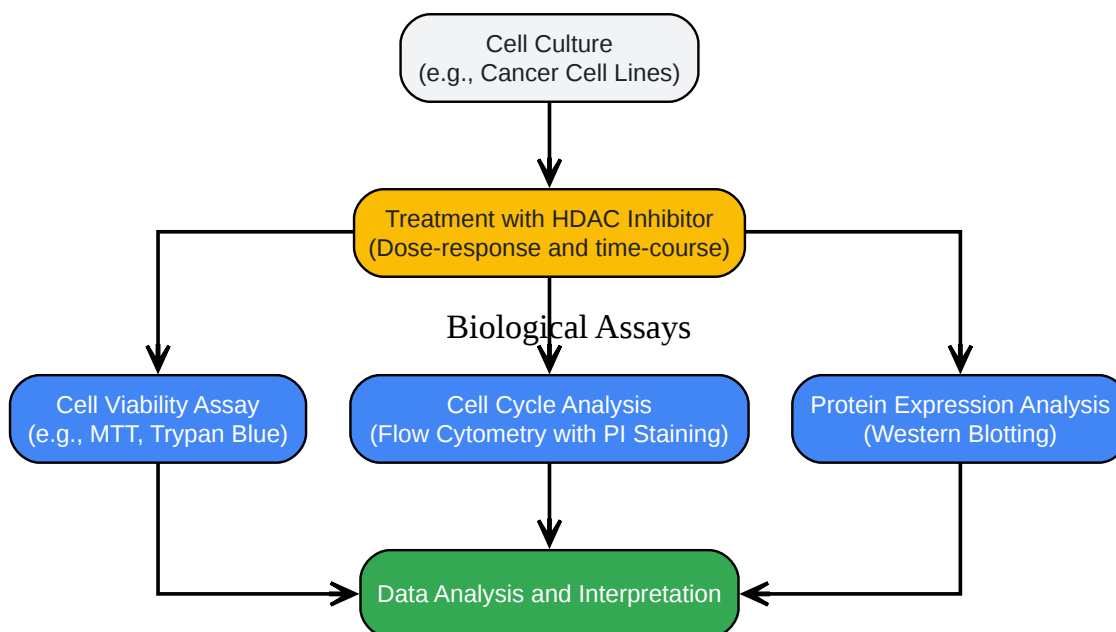 Cell Culture
(e.g., Cancer Cell Lines)
Treatment with HDAC Inhibitor
(Dose-response and time-course)
Biological Assays
Cell Viability Assay
(e.g., MTT, Trypan Blue)
Cell Cycle Analysis
(Flow Cytometry with PI Staining)
Protein Expression Analysis
(Western Blotting)
Data Analysis and Interpretation